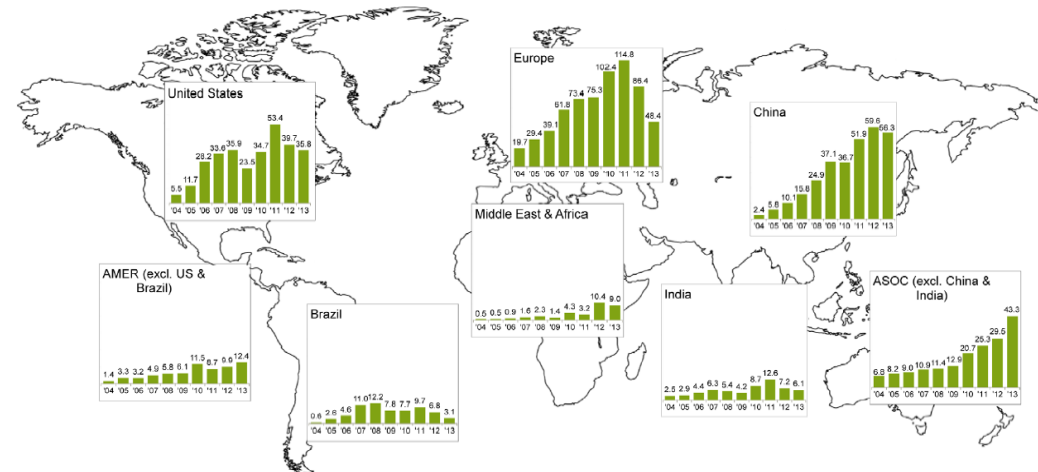 United States
5.5 11.7 28.2 33.0 35.9 23.5 34.7 53.4 39.7 35.8
'04 '05 '06 '07 '08 '09 '10 '11 '12 '13
Europe
19.7 29.4 39.1 61.8 73.4 75.3 102.4 114.8 86.4 48.4
'04 '05 '06 '07 '08 '09 '10 '11 '12 '13
China
2.4 5.8 10.1 15.8 24.9 37.1 36.7 51.9 59.6 56.3
'04 '05 '06 '07 '08 '09 '10 '11 '12 '13
Middle East & Africa
0.5 0.5 0.9 1.6 2.3 1.4 4.3 3.2 10.4 9.0
'04 '05 '06 '07 '08 '09 '10 '11 '12 '13
AMER (excl. US &
Brazil)
1.4 3.3 3.2 4.9 5.8 6.1 11.5 9.9 12.4
'04 '05 '06 '07 '08 '09 '10 '11 '12 '13
Brazil
0.6 2.6 4.6 11.0 12.2 7.8 7.7 9.7 6.8 3.1
'04 '05 '06 '07 '08 '09 '10 '11 '12 '13
India
2.5 2.9 4.4 6.3 5.4 4.2 8.7 12.6 7.2 6.1
'04 '05 '06 '07 '08 '09 '10 '11 '12 '13
ASOC (excl. China &
India)
6.8 8.2 9.0 10.9 11.4 12.9 20.7 25.3 29.5 43.3
'04 '05 '06 '07 '08 '09 '10 '11 '12 '13